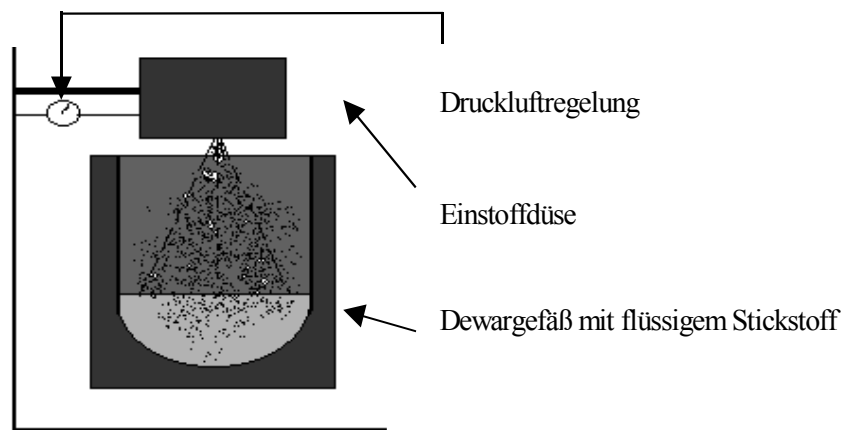 Druckluftregelung
Einstoffdüse
Dewargefäß mit flüssigem Stickstoff